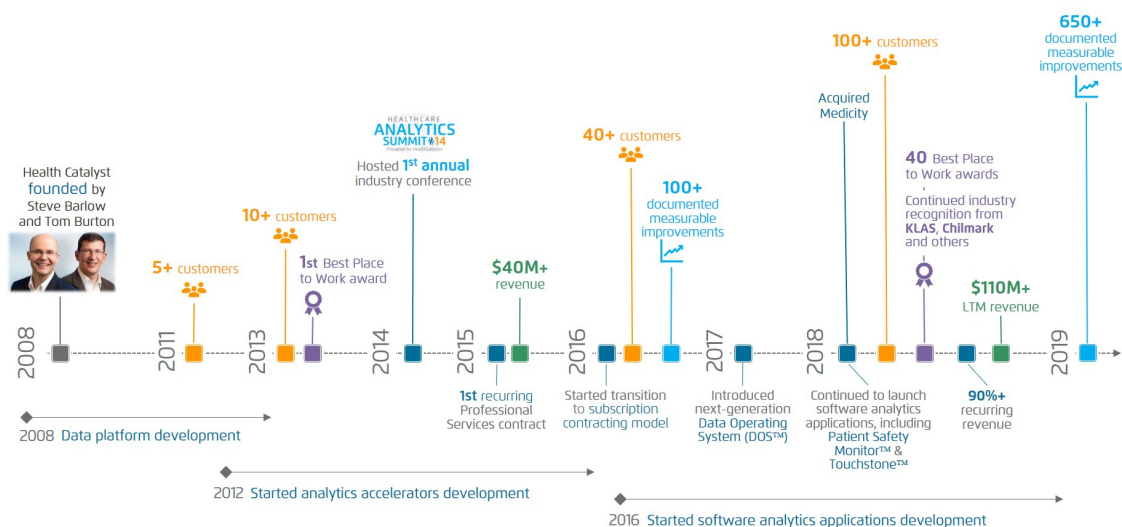 Health Catalyst
founded by
Steve Barlow
and Tom Burton
2008
5+ customers
2011
10+ customers
1st Best Place
to Work award
2013
HEALTHCARE
ANALYTICS
SUMMIT 14
Powered by HealthCatalyst
Hosted 1st annual
industry conference
2014
$40M+
revenue
2015
1st recurring
Professional
Services contract
40+ customers
100+
documented
measurable
improvements
2016
Started transition
to subscription
contracting model
2017
Introduced
next-generation
Data Operating
System (DOS™)
Acquired
Medicity
100+ customers
40 Best Place
to Work awards
Continued industry
recognition from
KLAS, Chilmark
and others
$110M+
LTM revenue
2018
Continued to launch
software analytics
applications, including
Patient Safety
Monitor™ &
Touchstone™
90%+
recurring
revenue
650+
documented
measurable
improvements
2019
2008 Data platform development
2012 Started analytics accelerators development
2016 Started software analytics applications development